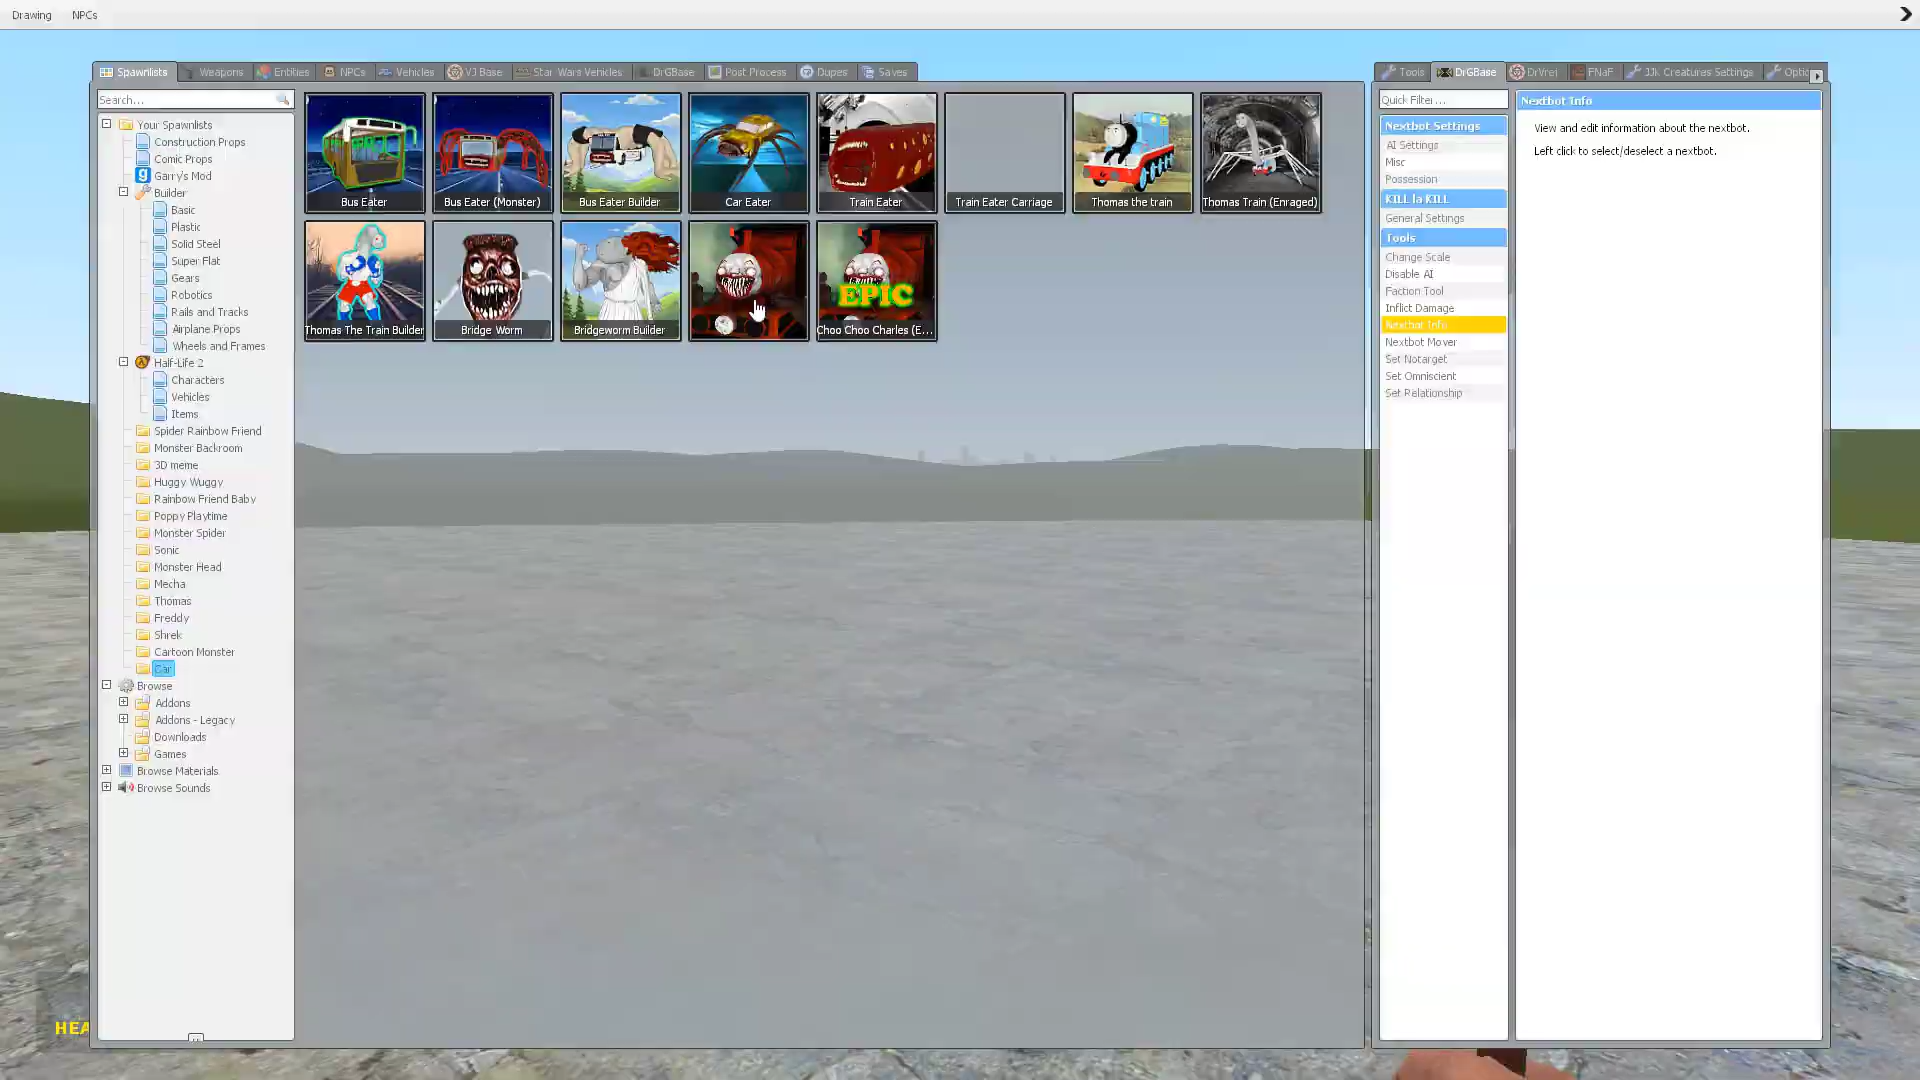 Drawing NPCs
Spawnlists Weapons Entities NPCs Vehicles VJ Base Star Wars Vehicles DrGBase Post Process Dupes Saves
Tools DrGBase DrVrej FNaF JJk Creatures Settings Optio
Search...
Your Spawnlists
Construction Props
Comic Props
Garry's Mod
Builder
Basic
Plastic
Solid Steel
Super Flat
Gears
Robotics
Rails and Tracks
Airplane Props
Wheels and Frames
Half-Life 2
Characters
Vehicles
Items
Spider Rainbow Friend
Monster Backroom
3D meme
Huggy Wuggy
Rainbow Friend Baby
Poppy Playtime
Monster Spider
Sonic
Monster Head
Mecha
Thomas
Freddy
Shrek
Cartoon Monster
Car
Browse
Addons
Addons - Legacy
Downloads
Games
Browse Materials
Browse Sounds
Bus Eater
Bus Eater (Monster)
Bus Eater Builder
Car Eater
Train Eater
Train Eater Carriage
Thomas the train
Thomas Train (Enraged)
Thomas The Train Builder
Bridge Worm
Bridgeworm Builder
EPIC
Choo Choo Charles (E...
Quick Filter...
Nextbot Settings
AI Settings
Misc
Possession
KILL la KILL
General Settings
Tools
Change Scale
Disable AI
Faction Tool
Inflict Damage
Nextbot Info
Nextbot Mover
Set Notarget
Set Omniscient
Set Relationship
Nextbot Info
View and edit information about the nextbot.
Left click to select/deselect a nextbot.
HEA